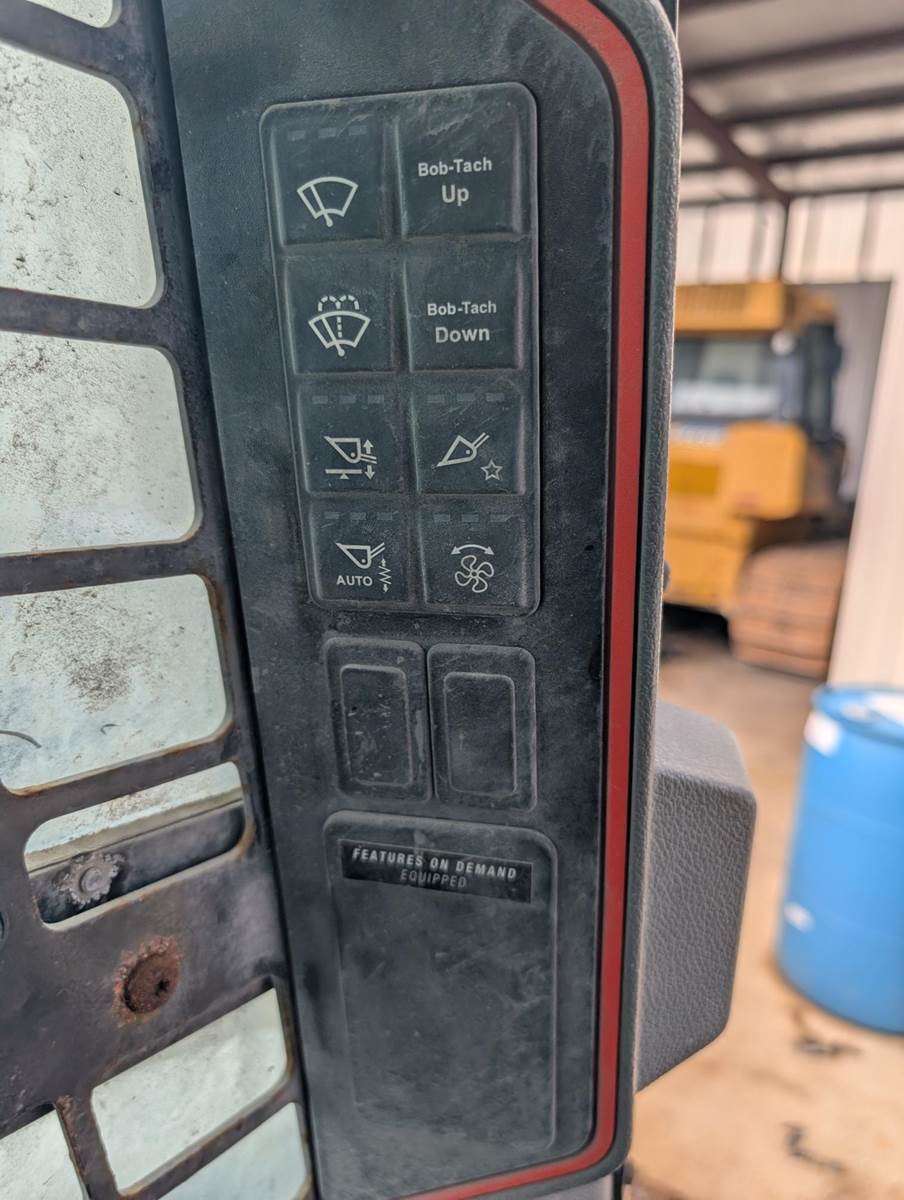 Bob-Tach
Up
Bob-Tach
Down
AUTO
FEATURES ON DEMAND
EQUIPPED